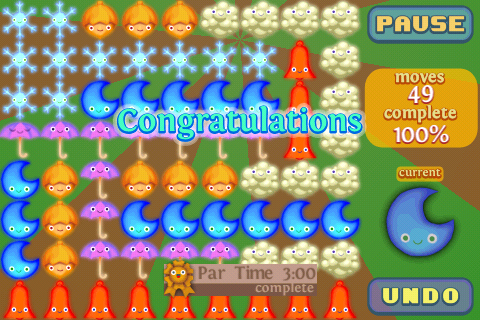 PAUSE
moves
49
complete
100%
Congratulations
current
Par Time 3:00
complete
UNDO